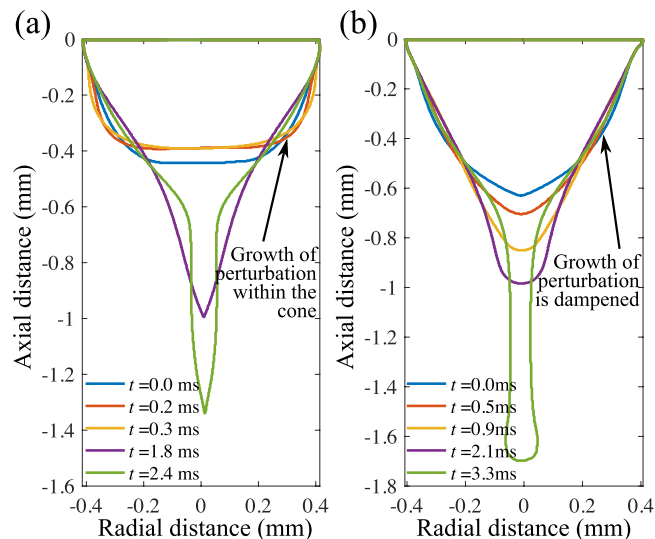 (a)
0
-0.2
-0.4
-0.6
-0.8
-1
-1.2
-1.4
-1.6
Axial distance (mm)
Growth of
perturbation
within the
cone
t =0.0 ms
t =0.2 ms
t =0.3 ms
t =1.8 ms
t =2.4 ms
-0.4 -0.2 0 0.2 0.4
Radial distance (mm)
(b)
0
-0.2
-0.4
-0.6
-0.8
-1
-1.2
-1.4
-1.6
-1.8
Axial distance (mm)
Growth of
perturbation
is dampened
t =0.0ms
t =0.5ms
t =0.9ms
t =2.1ms
t =3.3ms
-0.4 -0.2 0 0.2 0.4
Radial distance (mm)